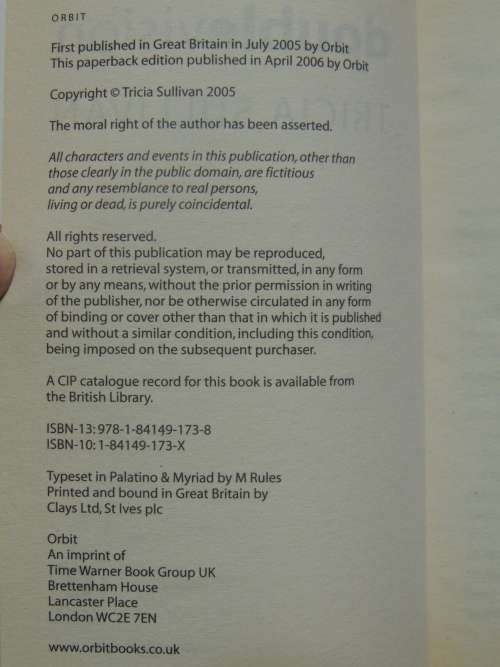 ORBIT
First published in Great Britain in July 2005 by Orbit
This paperback edition published in April 2006 by Orbit
Copyright © Tricia Sullivan 2005
The moral right of the author has been asserted.
All characters and events in this publication, other than
those clearly in the public domain, are fictitious
and any resemblance to real persons,
living or dead, is purely coincidental.
All rights reserved.
No part of this publication may be reproduced,
stored in a retrieval system, or transmitted, in any form
or by any means, without the prior permission in writing
of the publisher, nor be otherwise circulated in any form
of binding or cover other than that in which it is published
and without a similar condition, including this condition,
being imposed on the subsequent purchaser.
A CIP catalogue record for this book is available from
the British Library.
ISBN-13: 978-1-84149-173-8
ISBN-10: 1-84149-173-X
Typeset in Palatino & Myriad by M Rules
Printed and bound in Great Britain by
Clays Ltd, St Ives plc
Orbit
An imprint of
Time Warner Book Group UK
Brettenham House
Lancaster Place
London WC2E 7EN
www.orbitbooks.co.uk